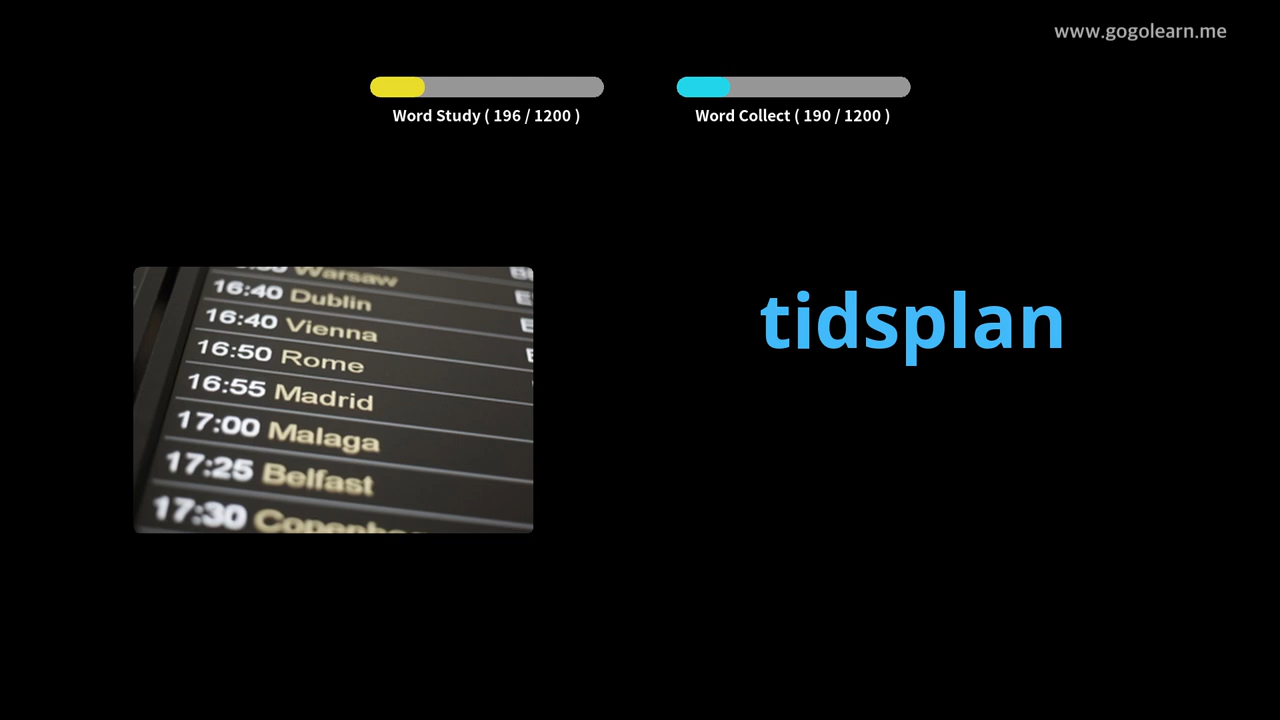 www.gogolearn.me
Word Study ( 196 / 1200 )
Word Collect ( 190 / 1200 )
Warsaw
16:40 Dublin
16:40 Vienna
16:50 Rome
16:55 Madrid
17:00 Malaga
17:25 Belfast
17:30
tidsplan